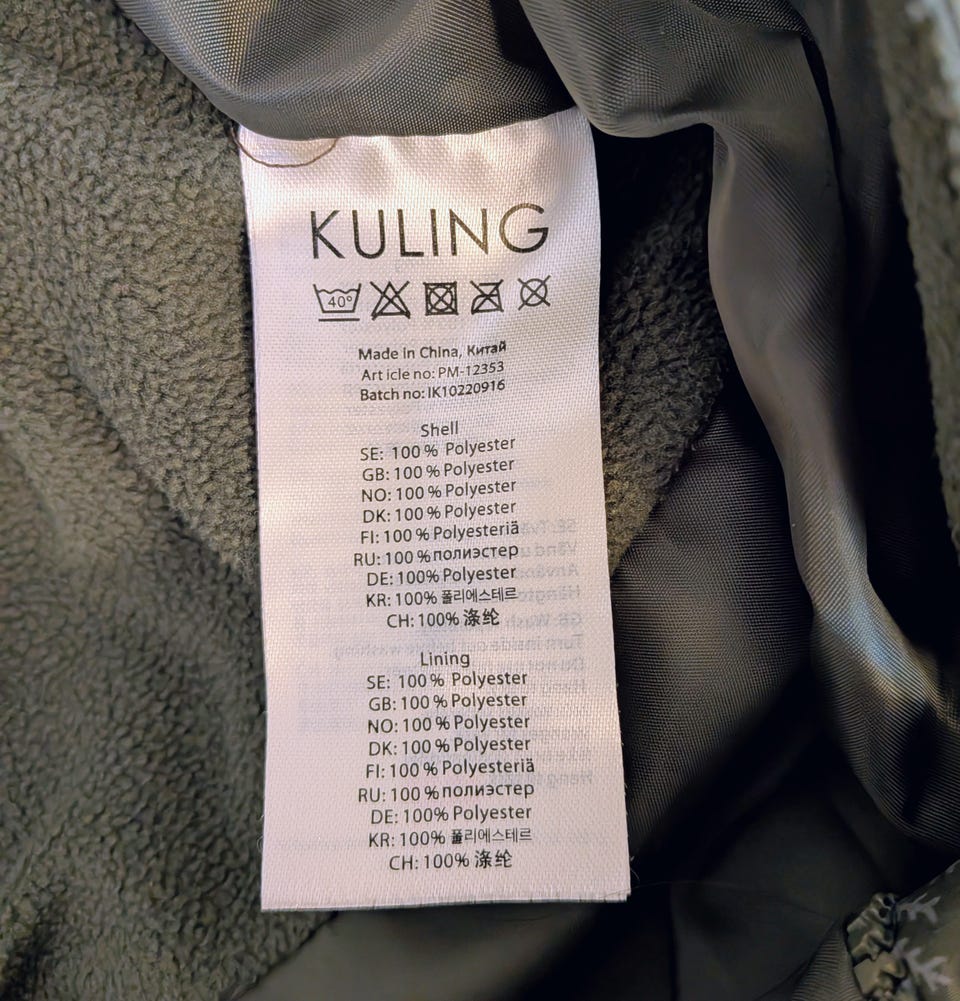 KULING
40°
Made in China, Китай
Art icle no: PM-12353
Batch no: IK10220916
Shell
SE: 100 % Polyester
GB: 100 % Polyester
NO: 100 % Polyester
DK: 100 % Polyester
FI: 100 % Polyesteriä
RU: 100 % полиэстер
DE: 100% Polyester
KR: 100% 폴리에스테르
CH: 100% 涤纶
Lining
SE: 100 % Polyester
GB: 100 % Polyester
NO: 100 % Polyester
DK: 100 % Polyester
FI: 100 % Polyesteriä
RU: 100 % полиэстер
DE: 100% Polyester
KR: 100% 폴리에스테르
CH: 100% 涤纶